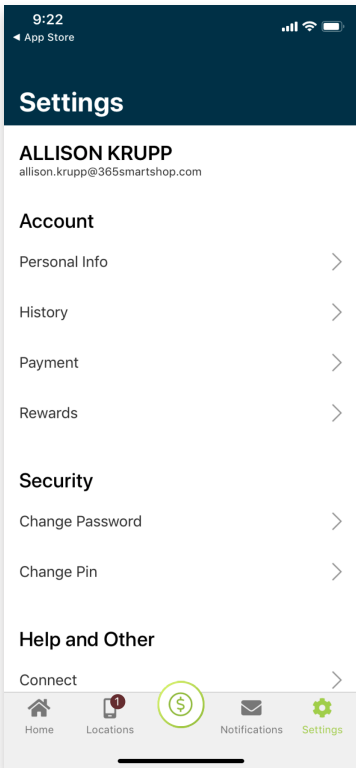 9:22
◀ App Store
Settings
ALLISON KRUPP
allison.krupp@365smartshop.com
Account
Personal Info
History
Payment
Rewards
Security
Change Password
Change Pin
Help and Other
Connect
1
$
Home
Locations
Notifications
Settings